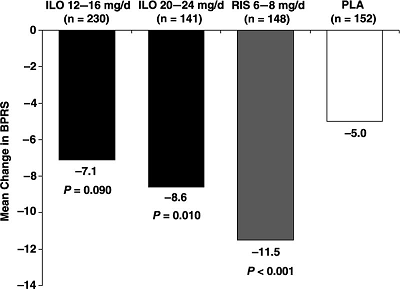 ILO 12–16 mg/d ILO 20–24 mg/d RIS 6–8 mg/d PLA
(n = 230) (n = 141) (n = 148) (n = 152)
0
–2
–4
–6
–8
–10
–12
–14
Mean Change in BPRS
–7.1
P = 0.090
–8.6
P = 0.010
–11.5
P < 0.001
–5.0